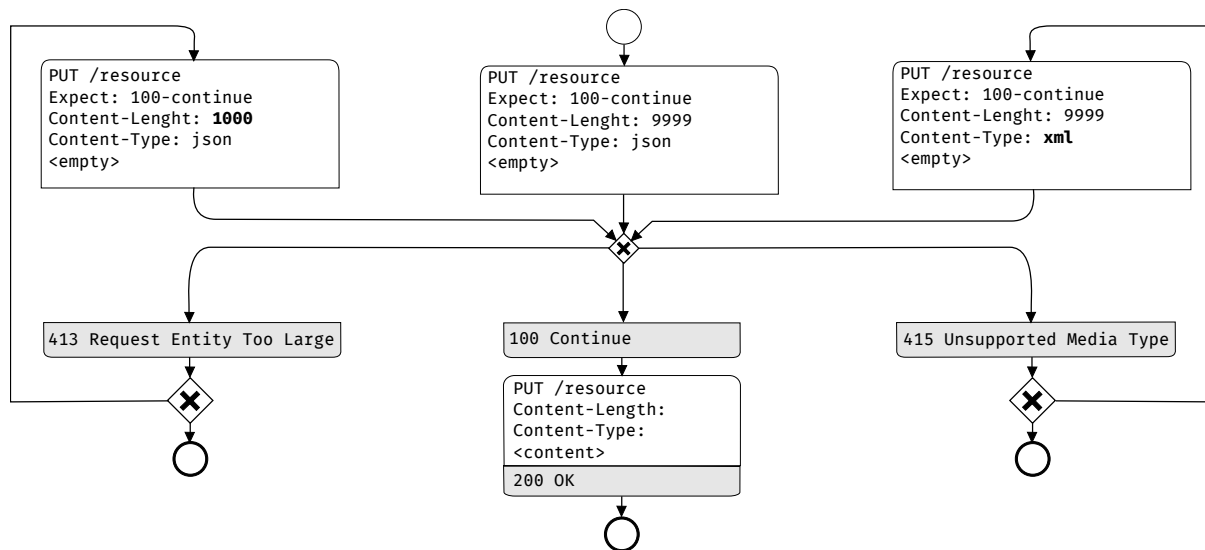 PUT /resource
Expect: 100-continue
Content-Lenght: 1000
Content-Type: json
<empty>
PUT /resource
Expect: 100-continue
Content-Lenght: 9999
Content-Type: json
<empty>
PUT /resource
Expect: 100-continue
Content-Lenght: 9999
Content-Type: xml
<empty>
413 Request Entity Too Large
100 Continue
415 Unsupported Media Type
PUT /resource
Content-Length:
Content-Type:
<content>
200 OK